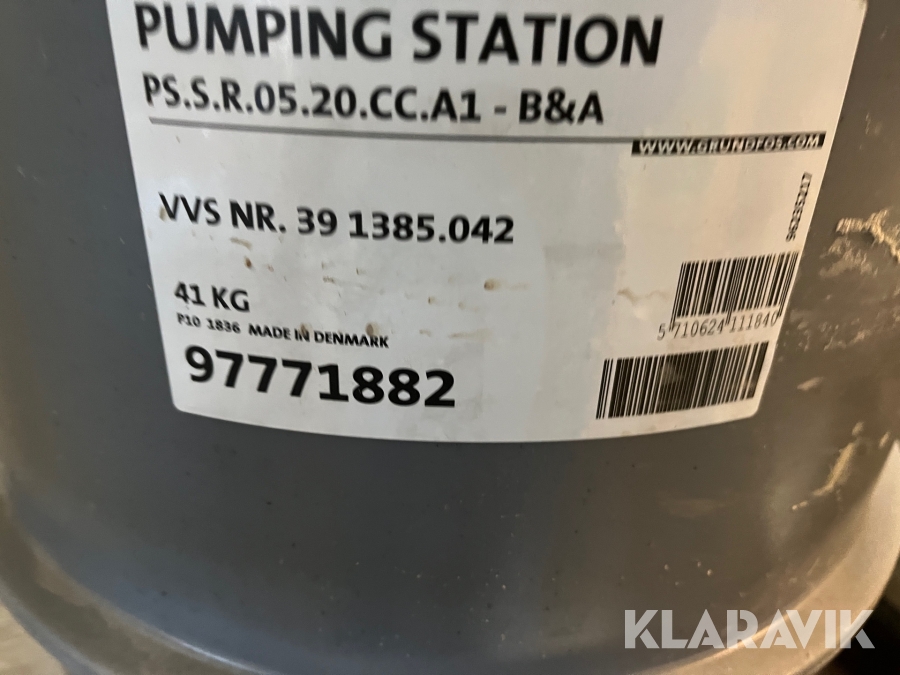 PUMPING STATION
PS.S.R.05.20.CC.A1 - B&A
WWW.GRUNDFOS.COM
VVS NR. 39 1385.042
96235217
41 KG
P10 1836 MADE IN DENMARK
5 710624 111840
97771882
KLARAVIK